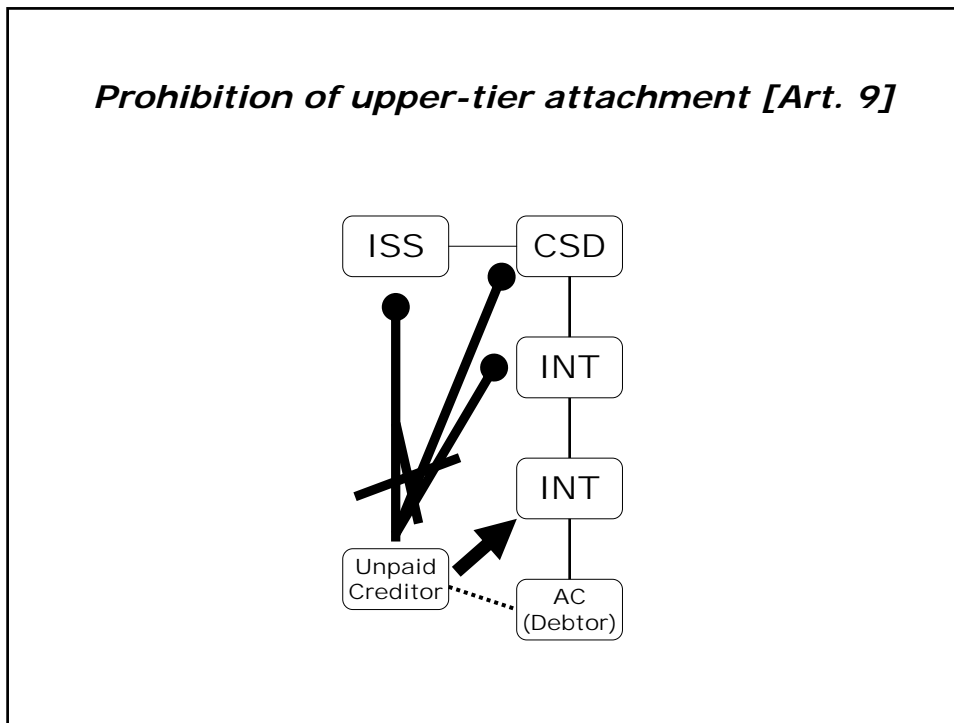 Prohibition of upper-tier attachment [Art. 9]
ISS
CSD
INT
INT
Unpaid
Creditor
AC
(Debtor)